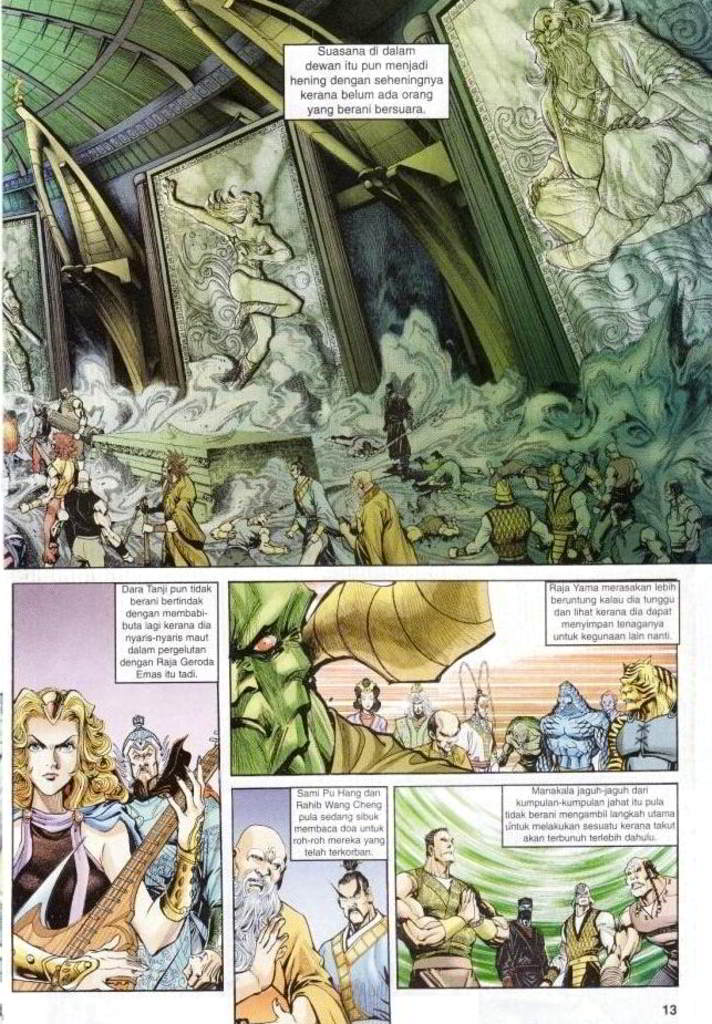 Suasana di dalam
dewan itu pun menjadi
hening dengan seheningnya
kerana belum ada orang
yang berani bersuara.
Dara Tanji pun tidak
berani bertindak
dengan membabi-
buta lagi kerana dia
nyaris-nyaris maut
dalam pergelutan
dengan Raja Geroda
Emas itu tadi.
Raja Yama merasakan lebih
beruntung kalau dia tunggu
dan lihat kerana dia dapat
menyimpan tenaganya
untuk kegunaan lain nanti.
Sami Pu Hang dan
Rahib Wang Cheng
pula sedang sibuk
membaca doa untuk
roh-roh mereka yang
telah terkorban.
Manakala jaguh-jaguh dari
kumpulan-kumpulan jahat itu pula
tidak berani mengambil langkah utama
untuk melakukan sesuatu kerana takut
akan terbunuh terlebih dahulu.
13